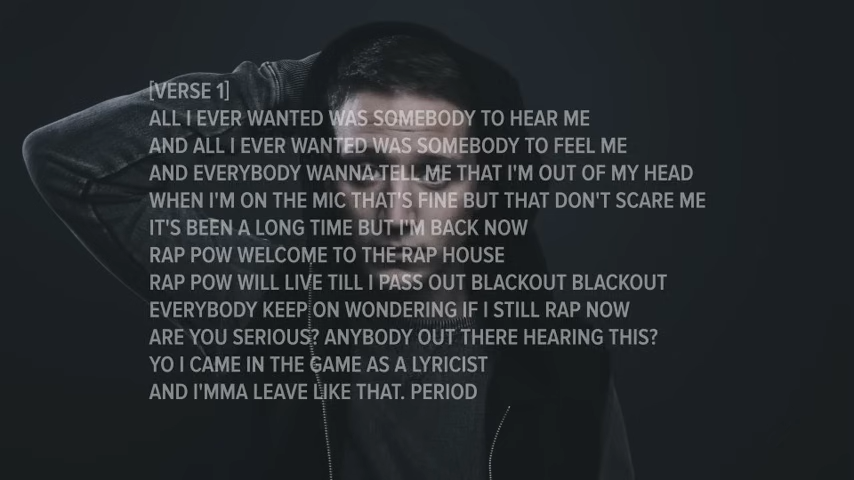 [VERSE 1]
ALL I EVER WANTED WAS SOMEBODY TO HEAR ME
AND ALL I EVER WANTED WAS SOMEBODY TO FEEL ME
AND EVERYBODY WANNA TELL ME THAT I'M OUT OF MY HEAD
WHEN I'M ON THE MIC THAT'S FINE BUT THAT DON'T SCARE ME
IT'S BEEN A LONG TIME BUT I'M BACK NOW
RAP POW WELCOME TO THE RAP HOUSE
RAP POW WILL LIVE TILL I PASS OUT BLACKOUT BLACKOUT
EVERYBODY KEEP ON WONDERING IF I STILL RAP NOW
ARE YOU SERIOUS? ANYBODY OUT THERE HEARING THIS?
YO I CAME IN THE GAME AS A LYRICIST
AND I'MMA LEAVE LIKE THAT. PERIOD